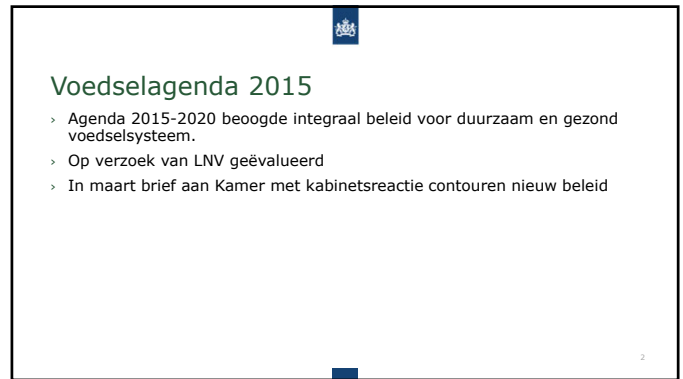 Voedselagenda 2015
› Agenda 2015-2020 beoogde integraal beleid voor duurzaam en gezond
voedselsysteem.
› Op verzoek van LNV geëvalueerd
› In maart brief aan Kamer met kabinetsreactie contouren nieuw beleid
2